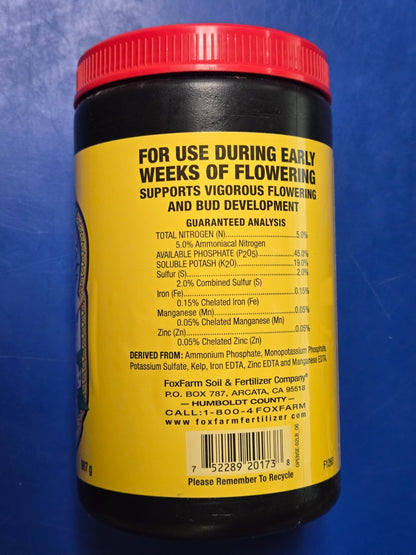 FOR USE DURING EARLY
WEEKS OF FLOWERING
SUPPORTS VIGOROUS FLOWERING
AND BUD DEVELOPMENT
GUARANTEED ANALYSIS
TOTAL NITROGEN (N)..........................5.0%
5.0% Ammoniacal Nitrogen
AVAILABLE PHOSPHATE (P2O5)..............45.0%
SOLUBLE POTASH (K2O)......................19.0%
Sulfur (S)..........................................2.0%
2.0% Combined Sulfur (S)
Iron (Fe)...........................................0.15%
0.15% Chelated Iron (Fe)
Manganese (Mn)...............................0.05%
0.05% Chelated Manganese (Mn)
Zinc (Zn)..........................................0.05%
0.05% Chelated Zinc (Zn)
DERIVED FROM: Ammonium Phosphate, Monopotassium Phosphate,
Potassium Sulfate, Kelp, Iron EDTA, Zinc EDTA and Manganese EDTA.
FoxFarm Soil & Fertilizer Company®
P.O. BOX 787, ARCATA, CA 95518
— HUMBOLDT COUNTY —
CALL:1-800-4FOXFARM
www.foxfarmfertilizer.com
7 52289 20173 8
Please Remember To Recycle
907 g